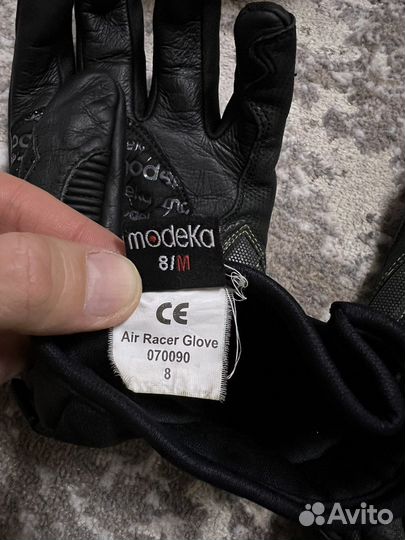 modeka
8/M
CE
Air Racer Glove
070090
8
Avito